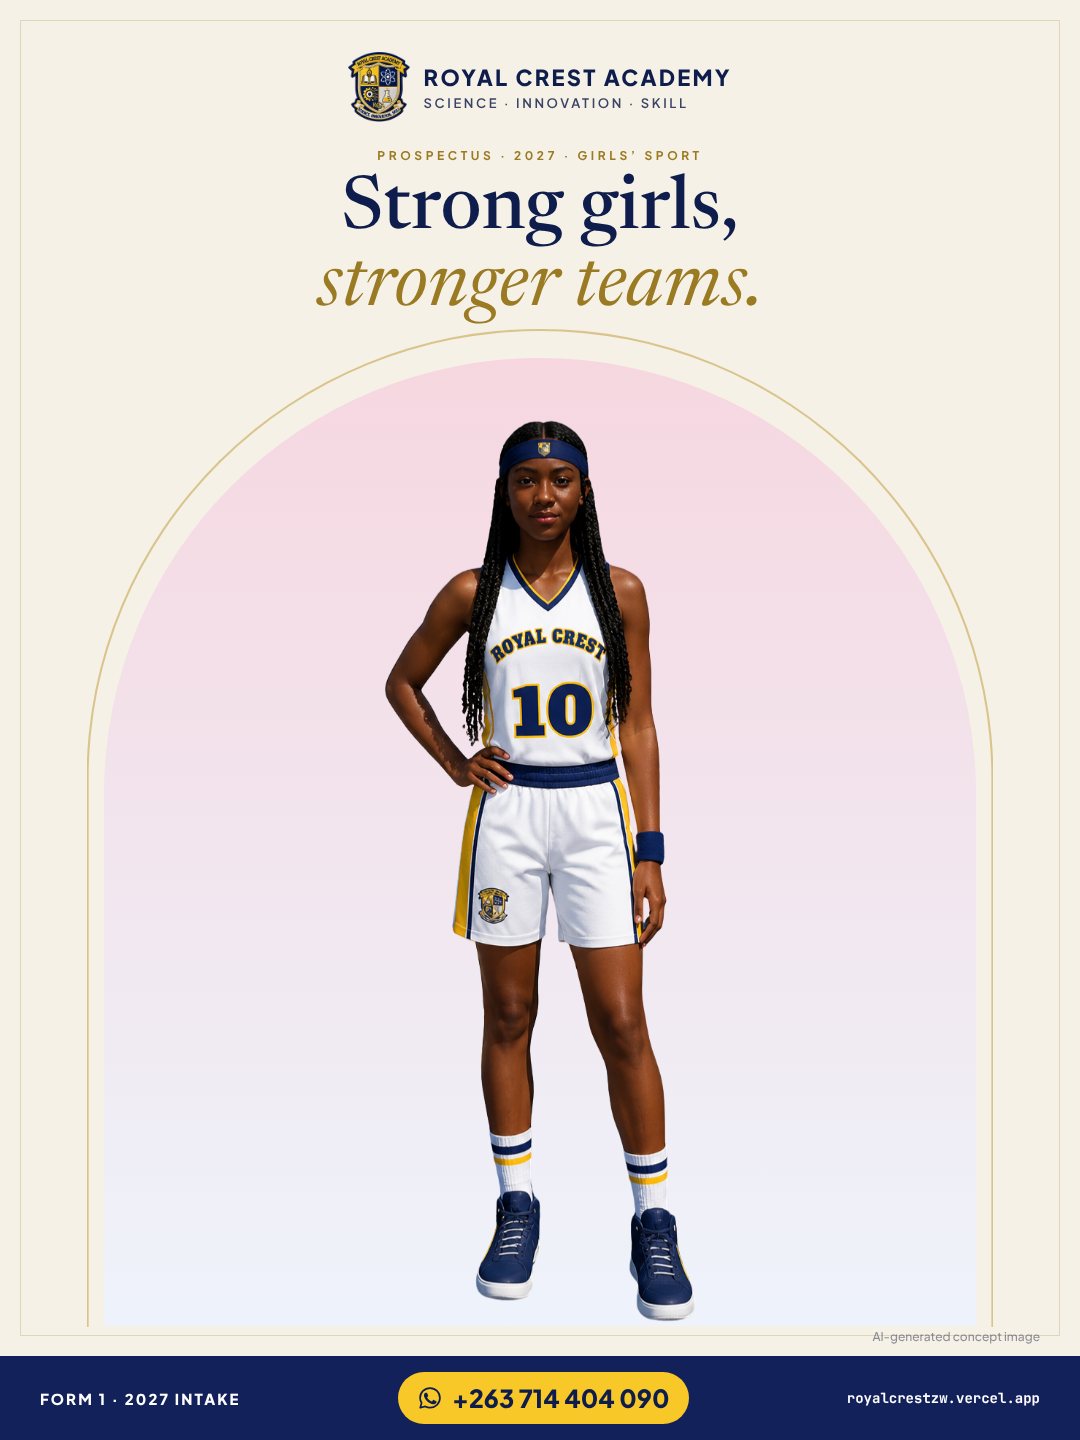 ROYAL CREST ACADEMY
SCIENCE · INNOVATION · SKILL
PROSPECTUS · 2027 · GIRLS’ SPORT
Strong girls,
stronger teams.
ROYAL CREST
10
AI-generated concept image
FORM 1 · 2027 INTAKE
+263 714 404 090
royalcrestzw.vercel.app